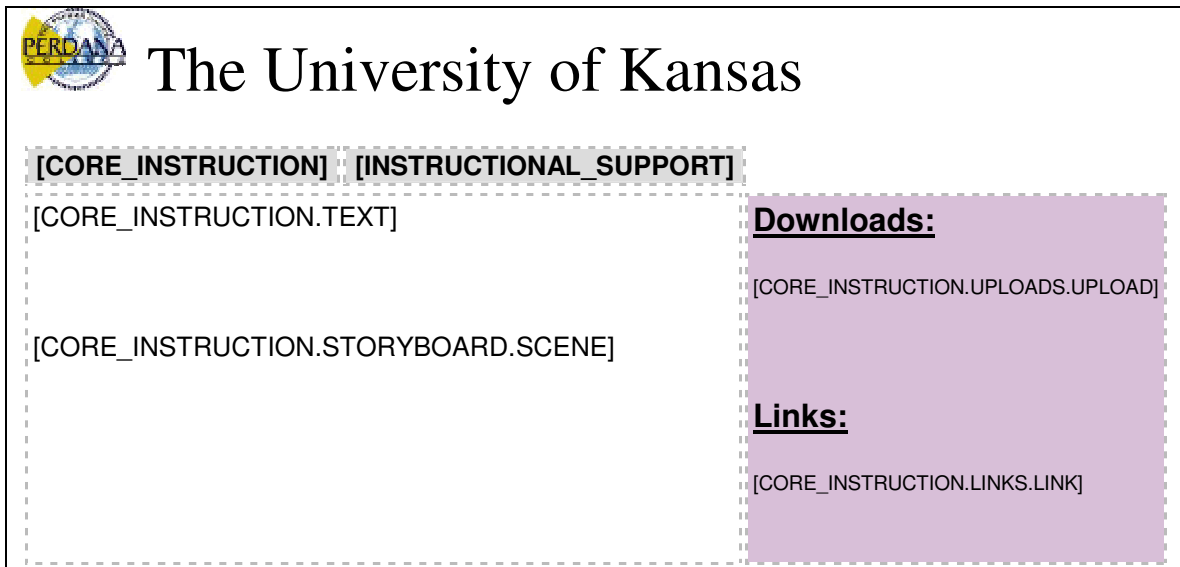 PERDANA
The University of Kansas
[CORE_INSTRUCTION] [INSTRUCTIONAL_SUPPORT]
[CORE_INSTRUCTION.TEXT]
[CORE_INSTRUCTION.STORYBOARD.SCENE]
Downloads:
[CORE_INSTRUCTION.UPLOADS.UPLOAD]
Links:
[CORE_INSTRUCTION.LINKS.LINK]